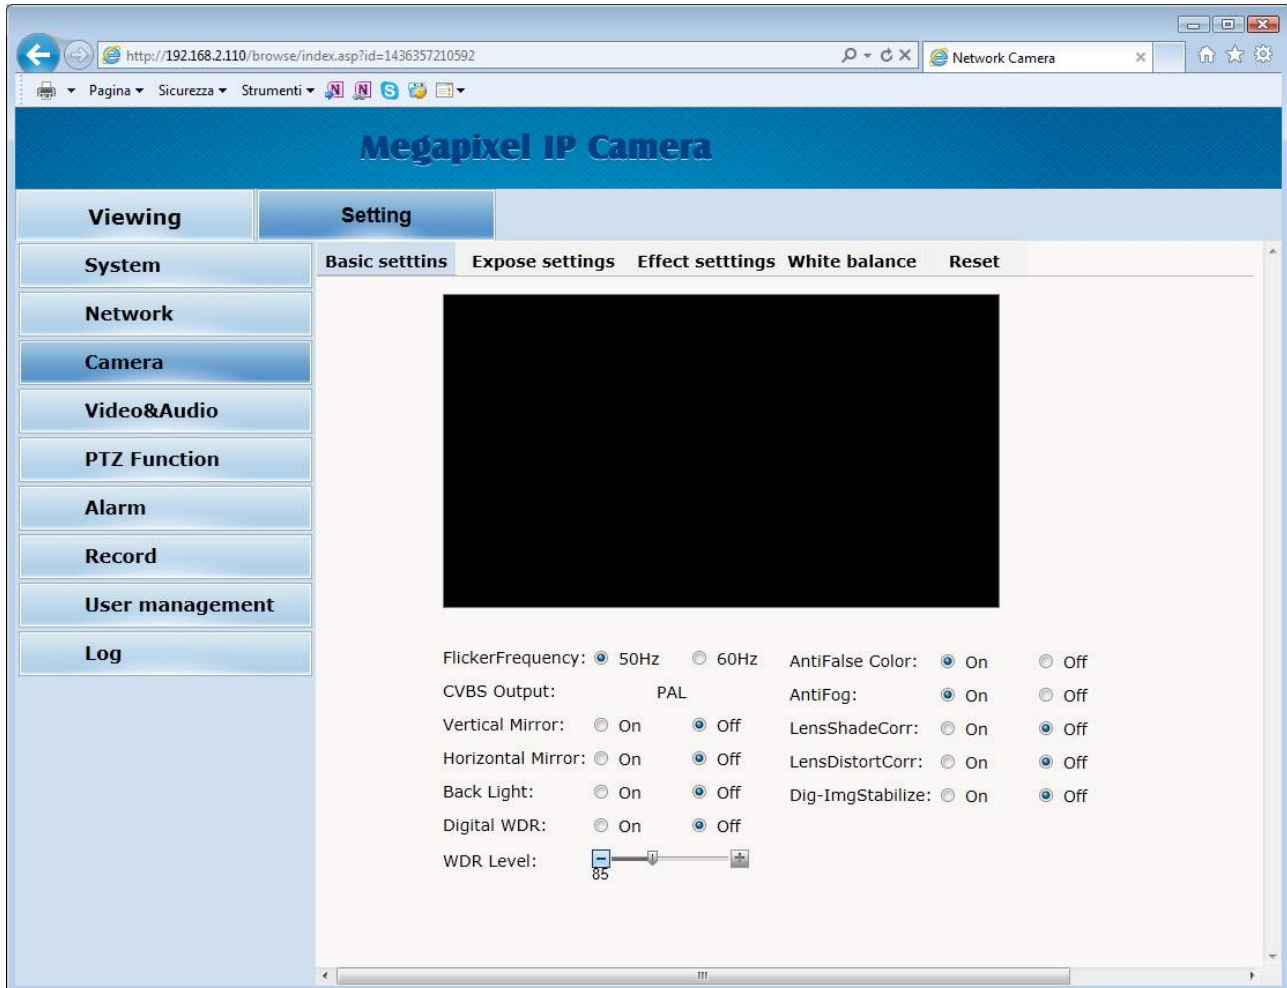 http://192.168.2.110/browse/index.asp?id=1436357210592
Network Camera
Pagina Sicurezza Strumenti
Megapixel IP Camera
Viewing Setting
System
Network
Camera
Video&Audio
PTZ Function
Alarm
Record
User management
Log
Basic setttins Expose settings Effect setttings White balance Reset
FlickerFrequency: 50Hz 60Hz
CVBS Output: PAL
Vertical Mirror: On Off
Horizontal Mirror: On Off
Back Light: On Off
Digital WDR: On Off
WDR Level:
85
AntiFalse Color: On Off
AntiFog: On Off
LensShadeCorr: On Off
LensDistortCorr: On Off
Dig-ImgStabilize: On Off